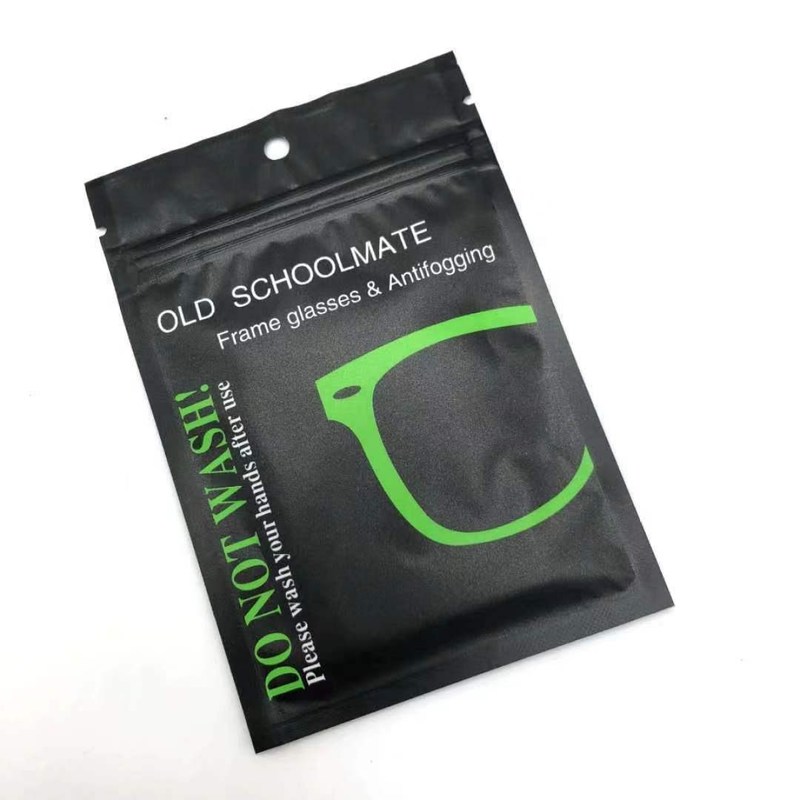 OLD SCHOOLMATE
Frame glasses & Antifogging
DO NOT WASH!
Please wash your hands after use